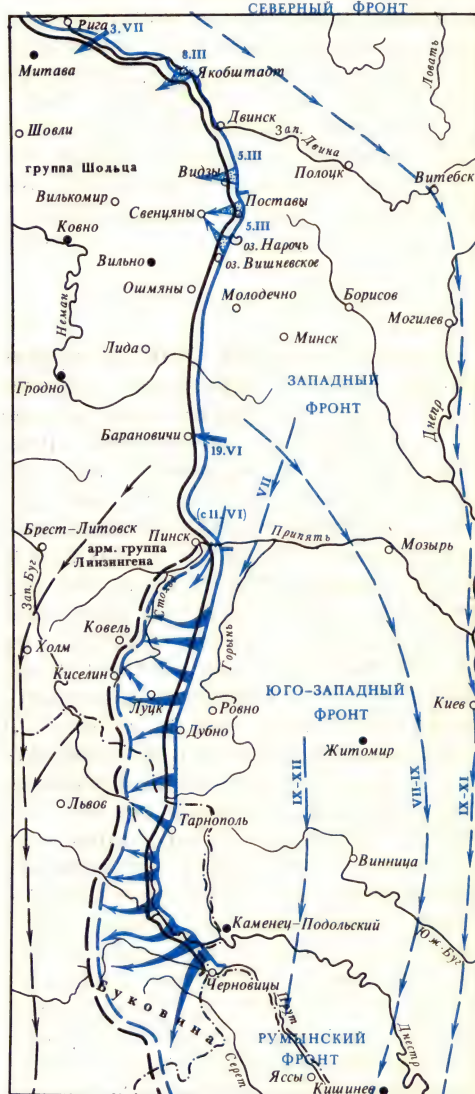 СЕВЕРНЫЙ ФРОНТ
Рига
3.VII
8.III
Митава
Якобштадт
Ловать
Двинск
Шовли
Зап. Двина
5.III
группа Шольца
Видзы
Полоцк
Витебск
Вилькомир
Поставы
Свенцяны
5.III
Ковно
оз. Нарочь
Вильно
оз. Вишневское
Ошмяны
Молодечно
Борисов
Неман
Могилев
Минск
Лида
Гродно
ЗАПАДНЫЙ
ФРОНТ
Днепр
Барановичи
19.VI
VII
(с 11.VI)
Брест-Литовск
Пинск
Припять
Мозырь
арм. группа
Линзингена
Зап. Буг
Стоход
Ковель
Горынь
Холм
Киселин
ЮГО-ЗАПАДНЫЙ
ФРОНТ
Луцк
Ровно
Киев
Дубно
Житомир
IX-XII
VII-IX
IX-XI
Львов
Тарнополь
Винница
Каменец-Подольский
Юж. Буг
Черновицы
Буковина
Прут
Днестр
РУМЫНСКИЙ
ФРОНТ
Серет
Яссы
Кишинев